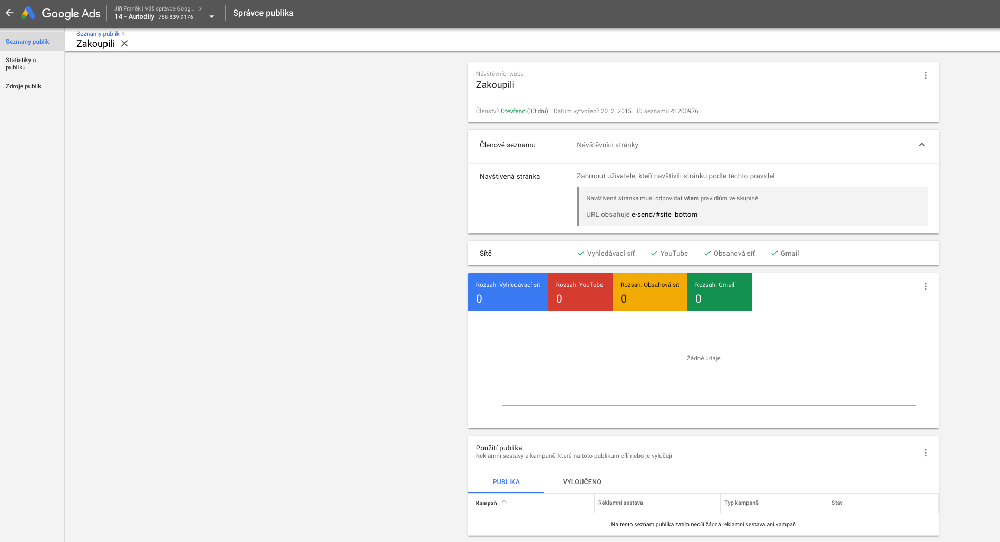 Google Ads
Jiří Franěk | Váš správce Goog...
14 - Autodily 758-839-9176
Správce publika
Seznamy publik
Statistiky o
publiku
Zdroje publik
Seznamy publik
Zakoupili
Návštěvníci webu
Zakoupili
Členství: Otevřeno (30 dní) Datum vytvoření: 20. 2. 2015 ID seznamu 41200976
Členové seznamu Návštěvníci stránky
Navštívená stránka Zahrnout uživatele, kteří navštívili stránku podle těchto pravidel
Navštívená stránka musí odpovídat všem pravidlům ve skupině
URL obsahuje e-send/#site_bottom
Sítě Vyhledávací síť YouTube Obsahová síť Gmail
Rozsah: Vyhledávací síť Rozsah: YouTube Rozsah: Obsahová síť Rozsah: Gmail
0 0 0 0
Žádné údaje
Použití publika
Reklamní sestavy a kampaně, které na toto publikum cílí nebo je vylučují
PUBLIKA VYLOUČENO
Kampaň Reklamní sestava Typ kampaně Stav
Na tento seznam publika zatím necílí žádná reklamní sestava ani kampaň